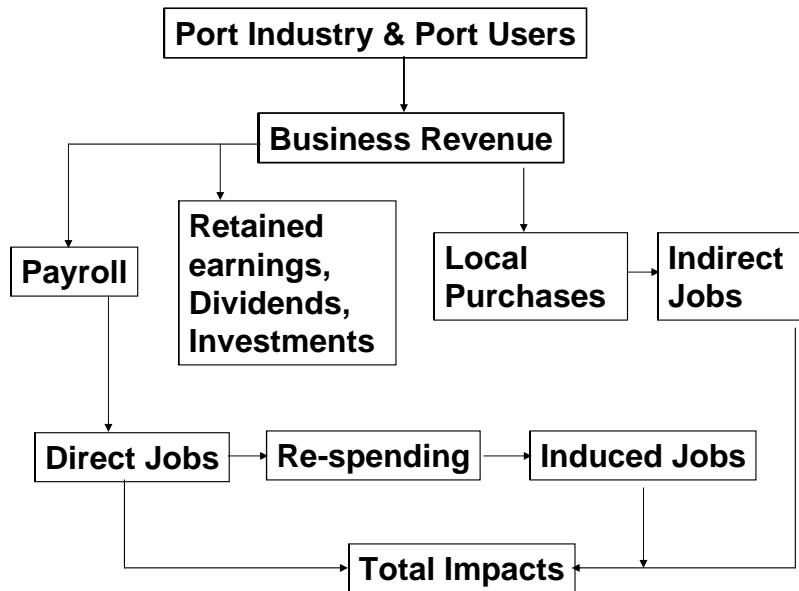 Port Industry & Port Users
Business Revenue
Retained
earnings,
Dividends,
Investments
Payroll
Local
Purchases
Indirect
Jobs
Direct Jobs
Re-spending
Induced Jobs
Total Impacts